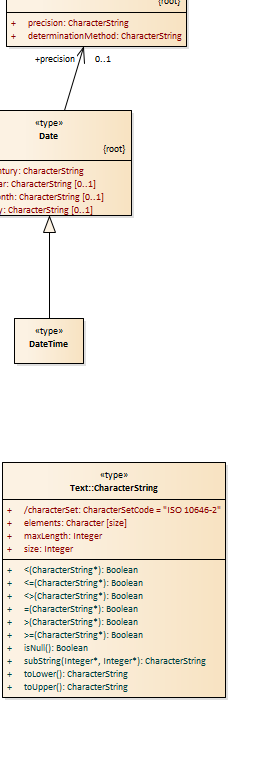 {root}
+ precision: CharacterString
+ determinationMethod: CharacterString
+precision 0..1
«type»
Date
{root}
ntury: CharacterString
ar: CharacterString [0..1]
nth: CharacterString [0..1]
y: CharacterString [0..1]
«type»
DateTime
«type»
Text::CharacterString
+ /characterSet: CharacterSetCode = "ISO 10646-2"
+ elements: Character [size]
+ maxLength: Integer
+ size: Integer
+ <(CharacterString*): Boolean
+ <=(CharacterString*): Boolean
+ <>(CharacterString*): Boolean
+ =(CharacterString*): Boolean
+ >(CharacterString*): Boolean
+ >=(CharacterString*): Boolean
+ isNull(): Boolean
+ subString(Integer*, Integer*): CharacterString
+ toLower(): CharacterString
+ toUpper(): CharacterString